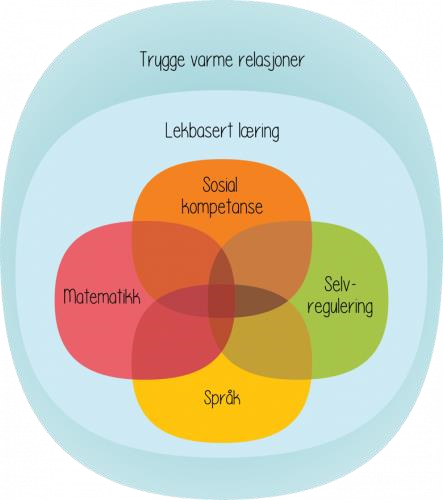 Trygge varme relasjoner
Lekbasert læring
Sosial
kompetanse
Matematikk
Selv-
regulering
Språk